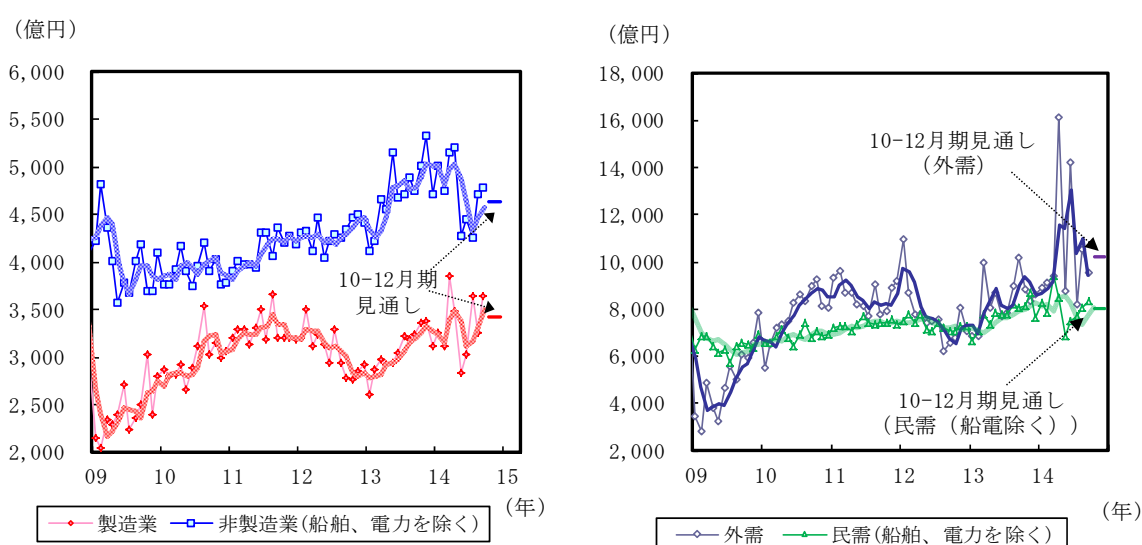 （億円）
6,000
5,500
5,000
4,500
4,000
3,500
3,000
2,500
2,000
10-12月期
見通し
09 10 11 12 13 14 15
（年）
製造業 非製造業(船舶、電力を除く)
（億円）
18,000
16,000
14,000
12,000
10,000
8,000
6,000
4,000
2,000
10-12月期見通し
（外需）
10-12月期見通し
（民需（船電除く））
09 10 11 12 13 14
（年）
外需 民需(船舶、電力を除く)